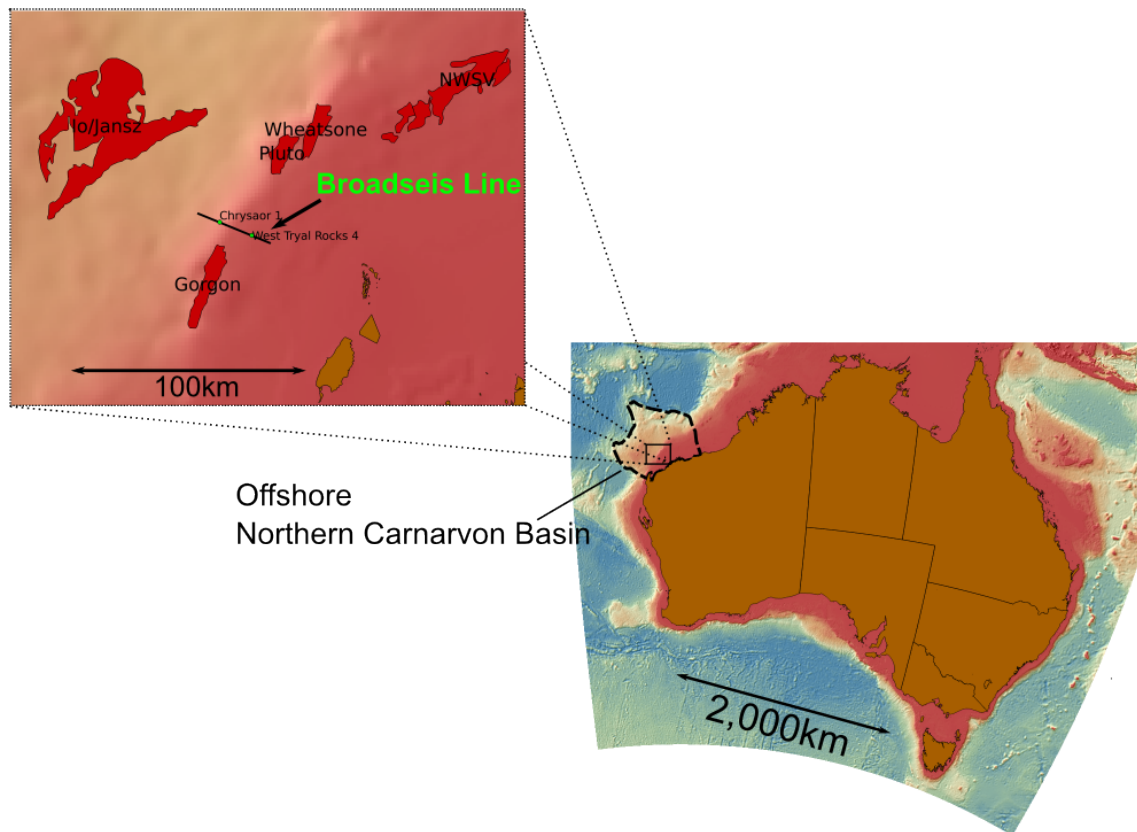 NWSV
Io/Jansz
Wheatsone
Pluto
Broadseis Line
Chrysaor 1
West Tryal Rocks 4
Gorgon
100km
Offshore
Northern Carnarvon Basin
2,000km